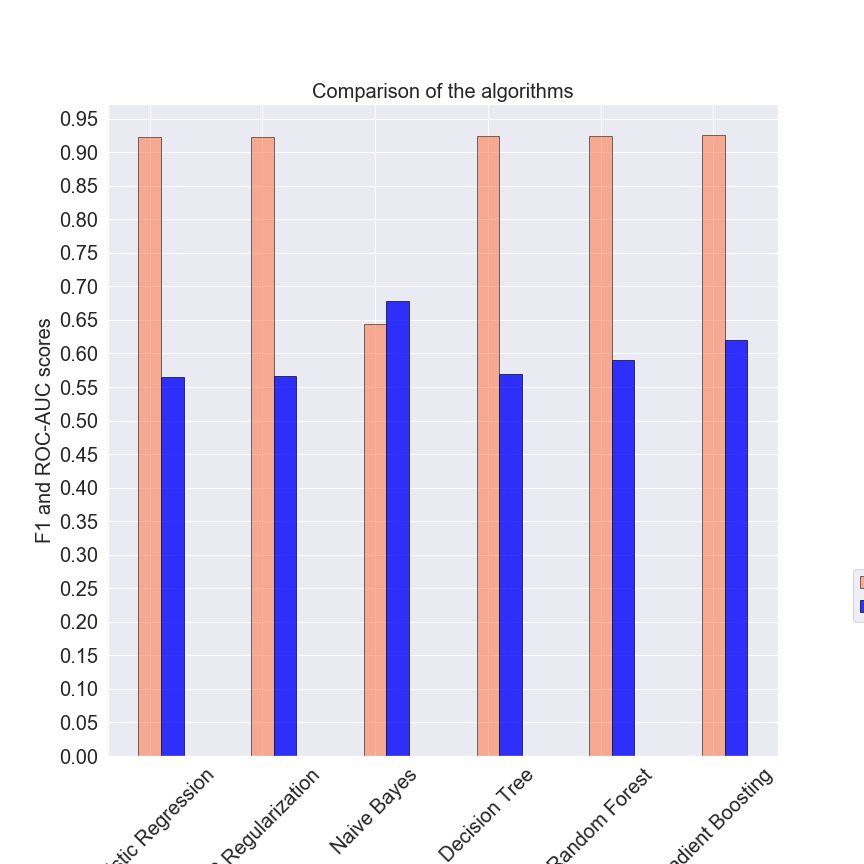 Comparison of the algorithms
F1 and ROC-AUC scores
0.95
0.90
0.85
0.80
0.75
0.70
0.65
0.60
0.55
0.50
0.45
0.40
0.35
0.30
0.25
0.20
0.15
0.10
0.05
0.00
Regression
Regularization
Naive Bayes
Decision Tree
Random Forest
Boosting